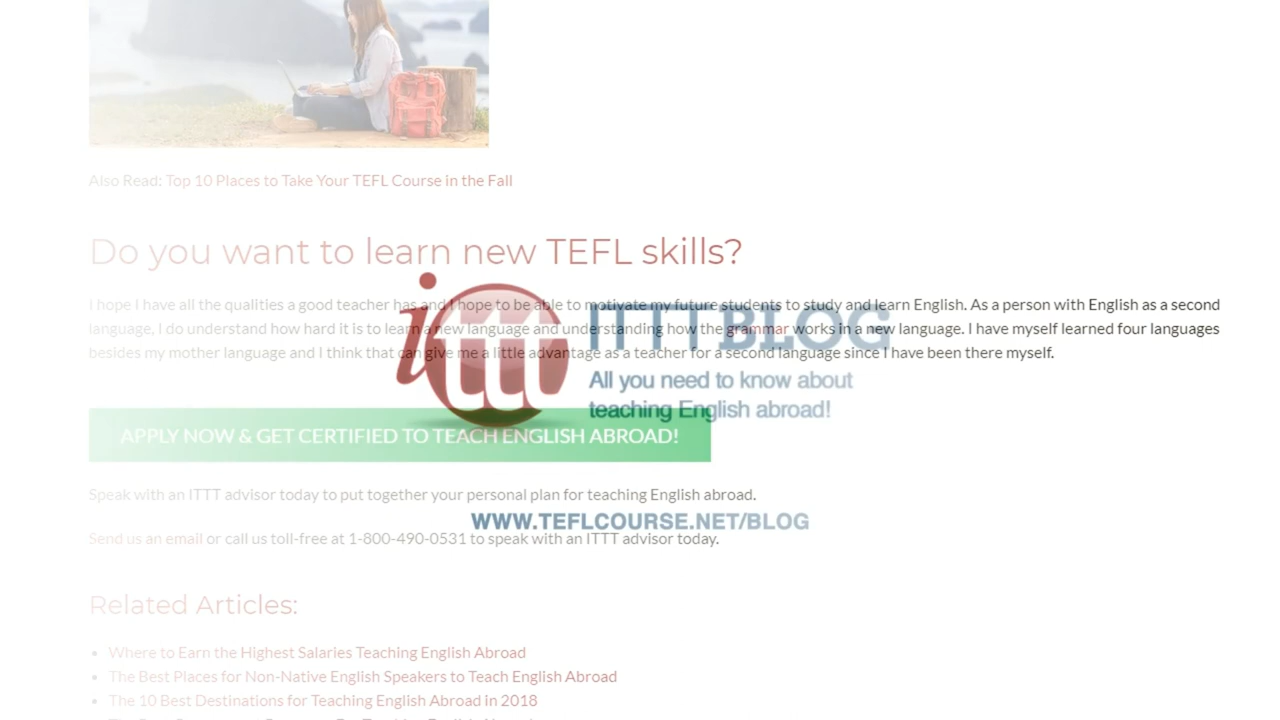 Also Read: Top 10 Places to Take Your TEFL Course in the Fall
Do you want to learn new TEFL skills?
I hope I have all the qualities a good teacher has and I hope to be able to motivate my future students to study and learn English. As a person with English as a second
language, I do understand how hard it is to learn a new language and understanding how the grammar works in a new language. I have myself learned four languages
besides my mother language and I think that can give me a little advantage as a teacher for a second language since I have been there myself.
ittt
ITTT BLOG
All you need to know about
teaching English abroad!
APPLY NOW & GET CERTIFIED TO TEACH ENGLISH ABROAD!
Speak with an ITTT advisor today to put together your personal plan for teaching English abroad.
WWW.TEFLCOURSE.NET/BLOG
Send us an email or call us toll-free at 1-800-490-0531 to speak with an ITTT advisor today.
Related Articles:
Where to Earn the Highest Salaries Teaching English Abroad
The Best Places for Non-Native English Speakers to Teach English Abroad
The 10 Best Destinations for Teaching English Abroad in 2018